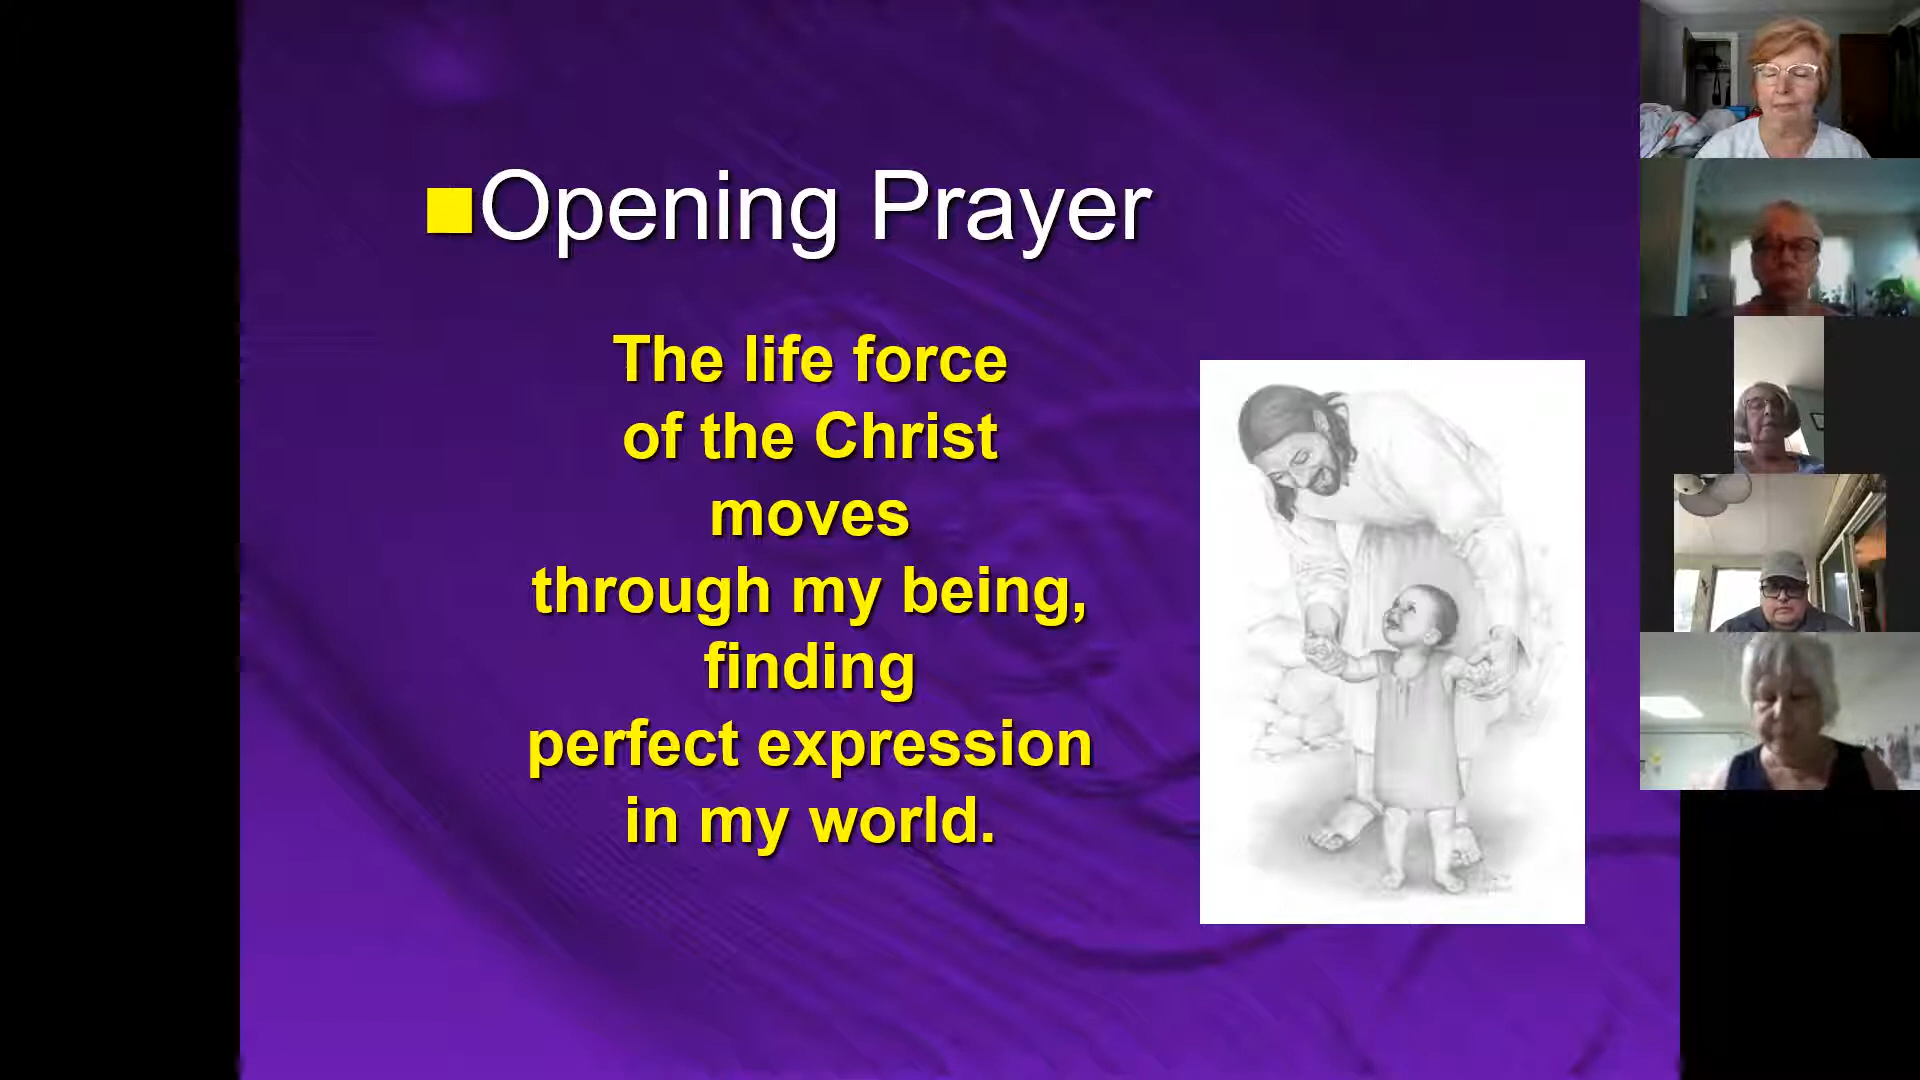 Opening Prayer
The life force
of the Christ
moves
through my being,
finding
perfect expression
in my world.